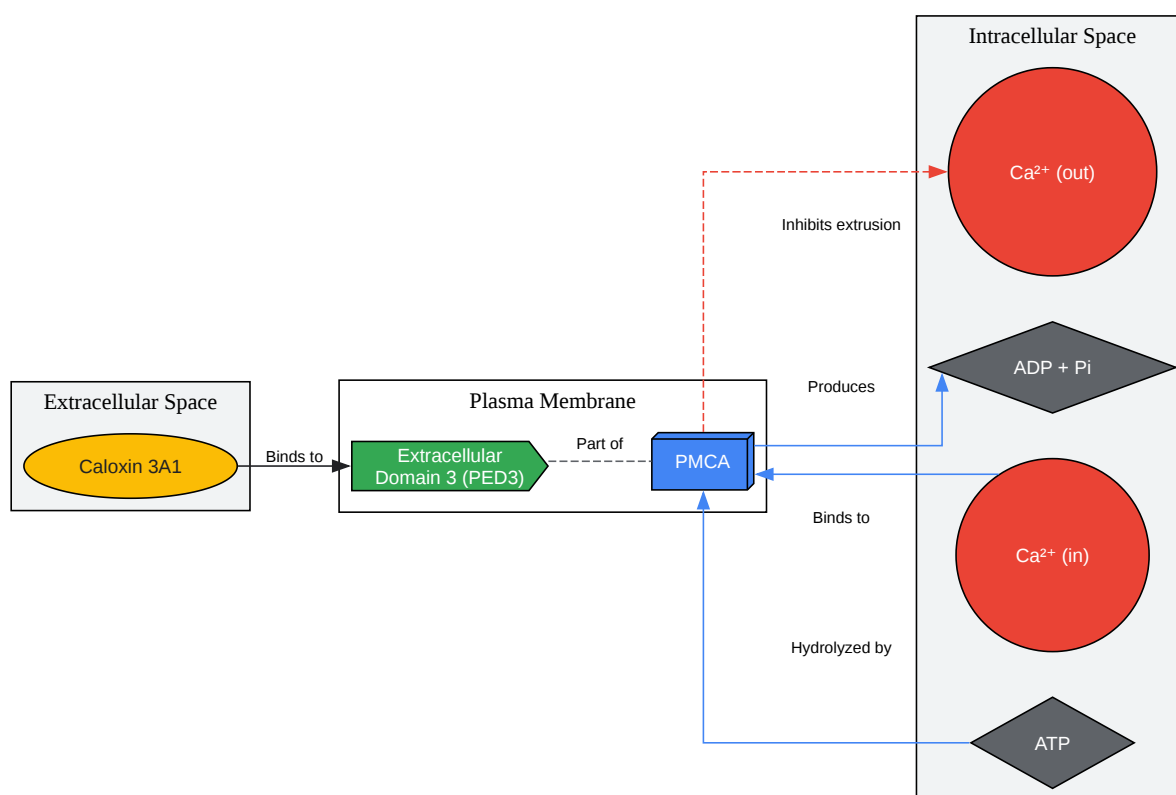 Intracellular Space
Ca²⁺ (out)
Inhibits extrusion
ADP + Pi
Produces
Extracellular Space
Plasma Membrane
Caloxin 3A1
Binds to
Extracellular
Domain 3 (PED3)
Part of
PMCA
Binds to
Ca²⁺ (in)
Hydrolyzed by
ATP